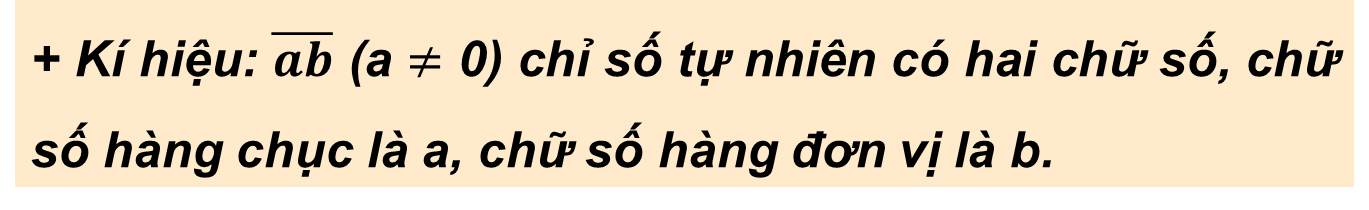 + Kí hiệu: $\overline{ab}$ (a ≠ 0) chỉ số tự nhiên có hai chữ số, chữ
số hàng chục là a, chữ số hàng đơn vị là b.